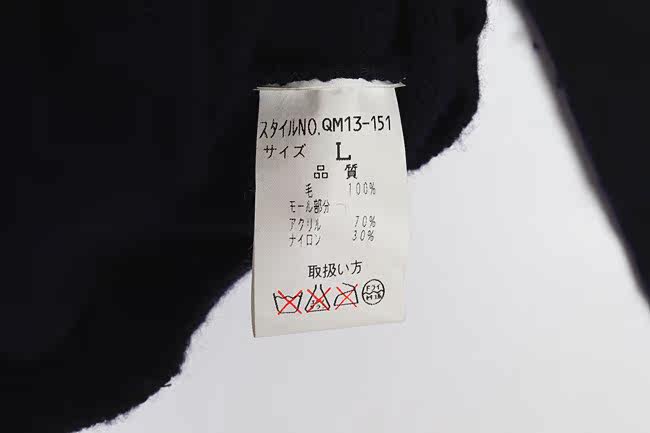 スタイルNO.QM13-151
サイズ L
品質
毛 100%
モール部分
アクリル 70%
ナイロン 30%
取扱い方